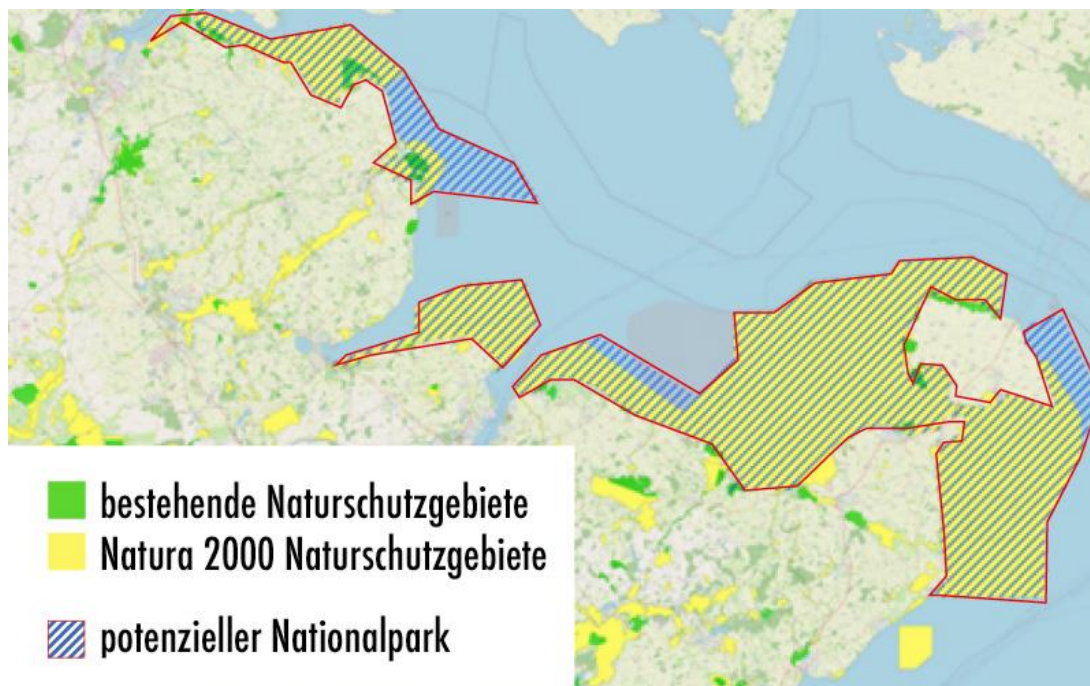 bestehende Naturschutzgebiete
Natura 2000 Naturschutzgebiete
potenzieller Nationalpark